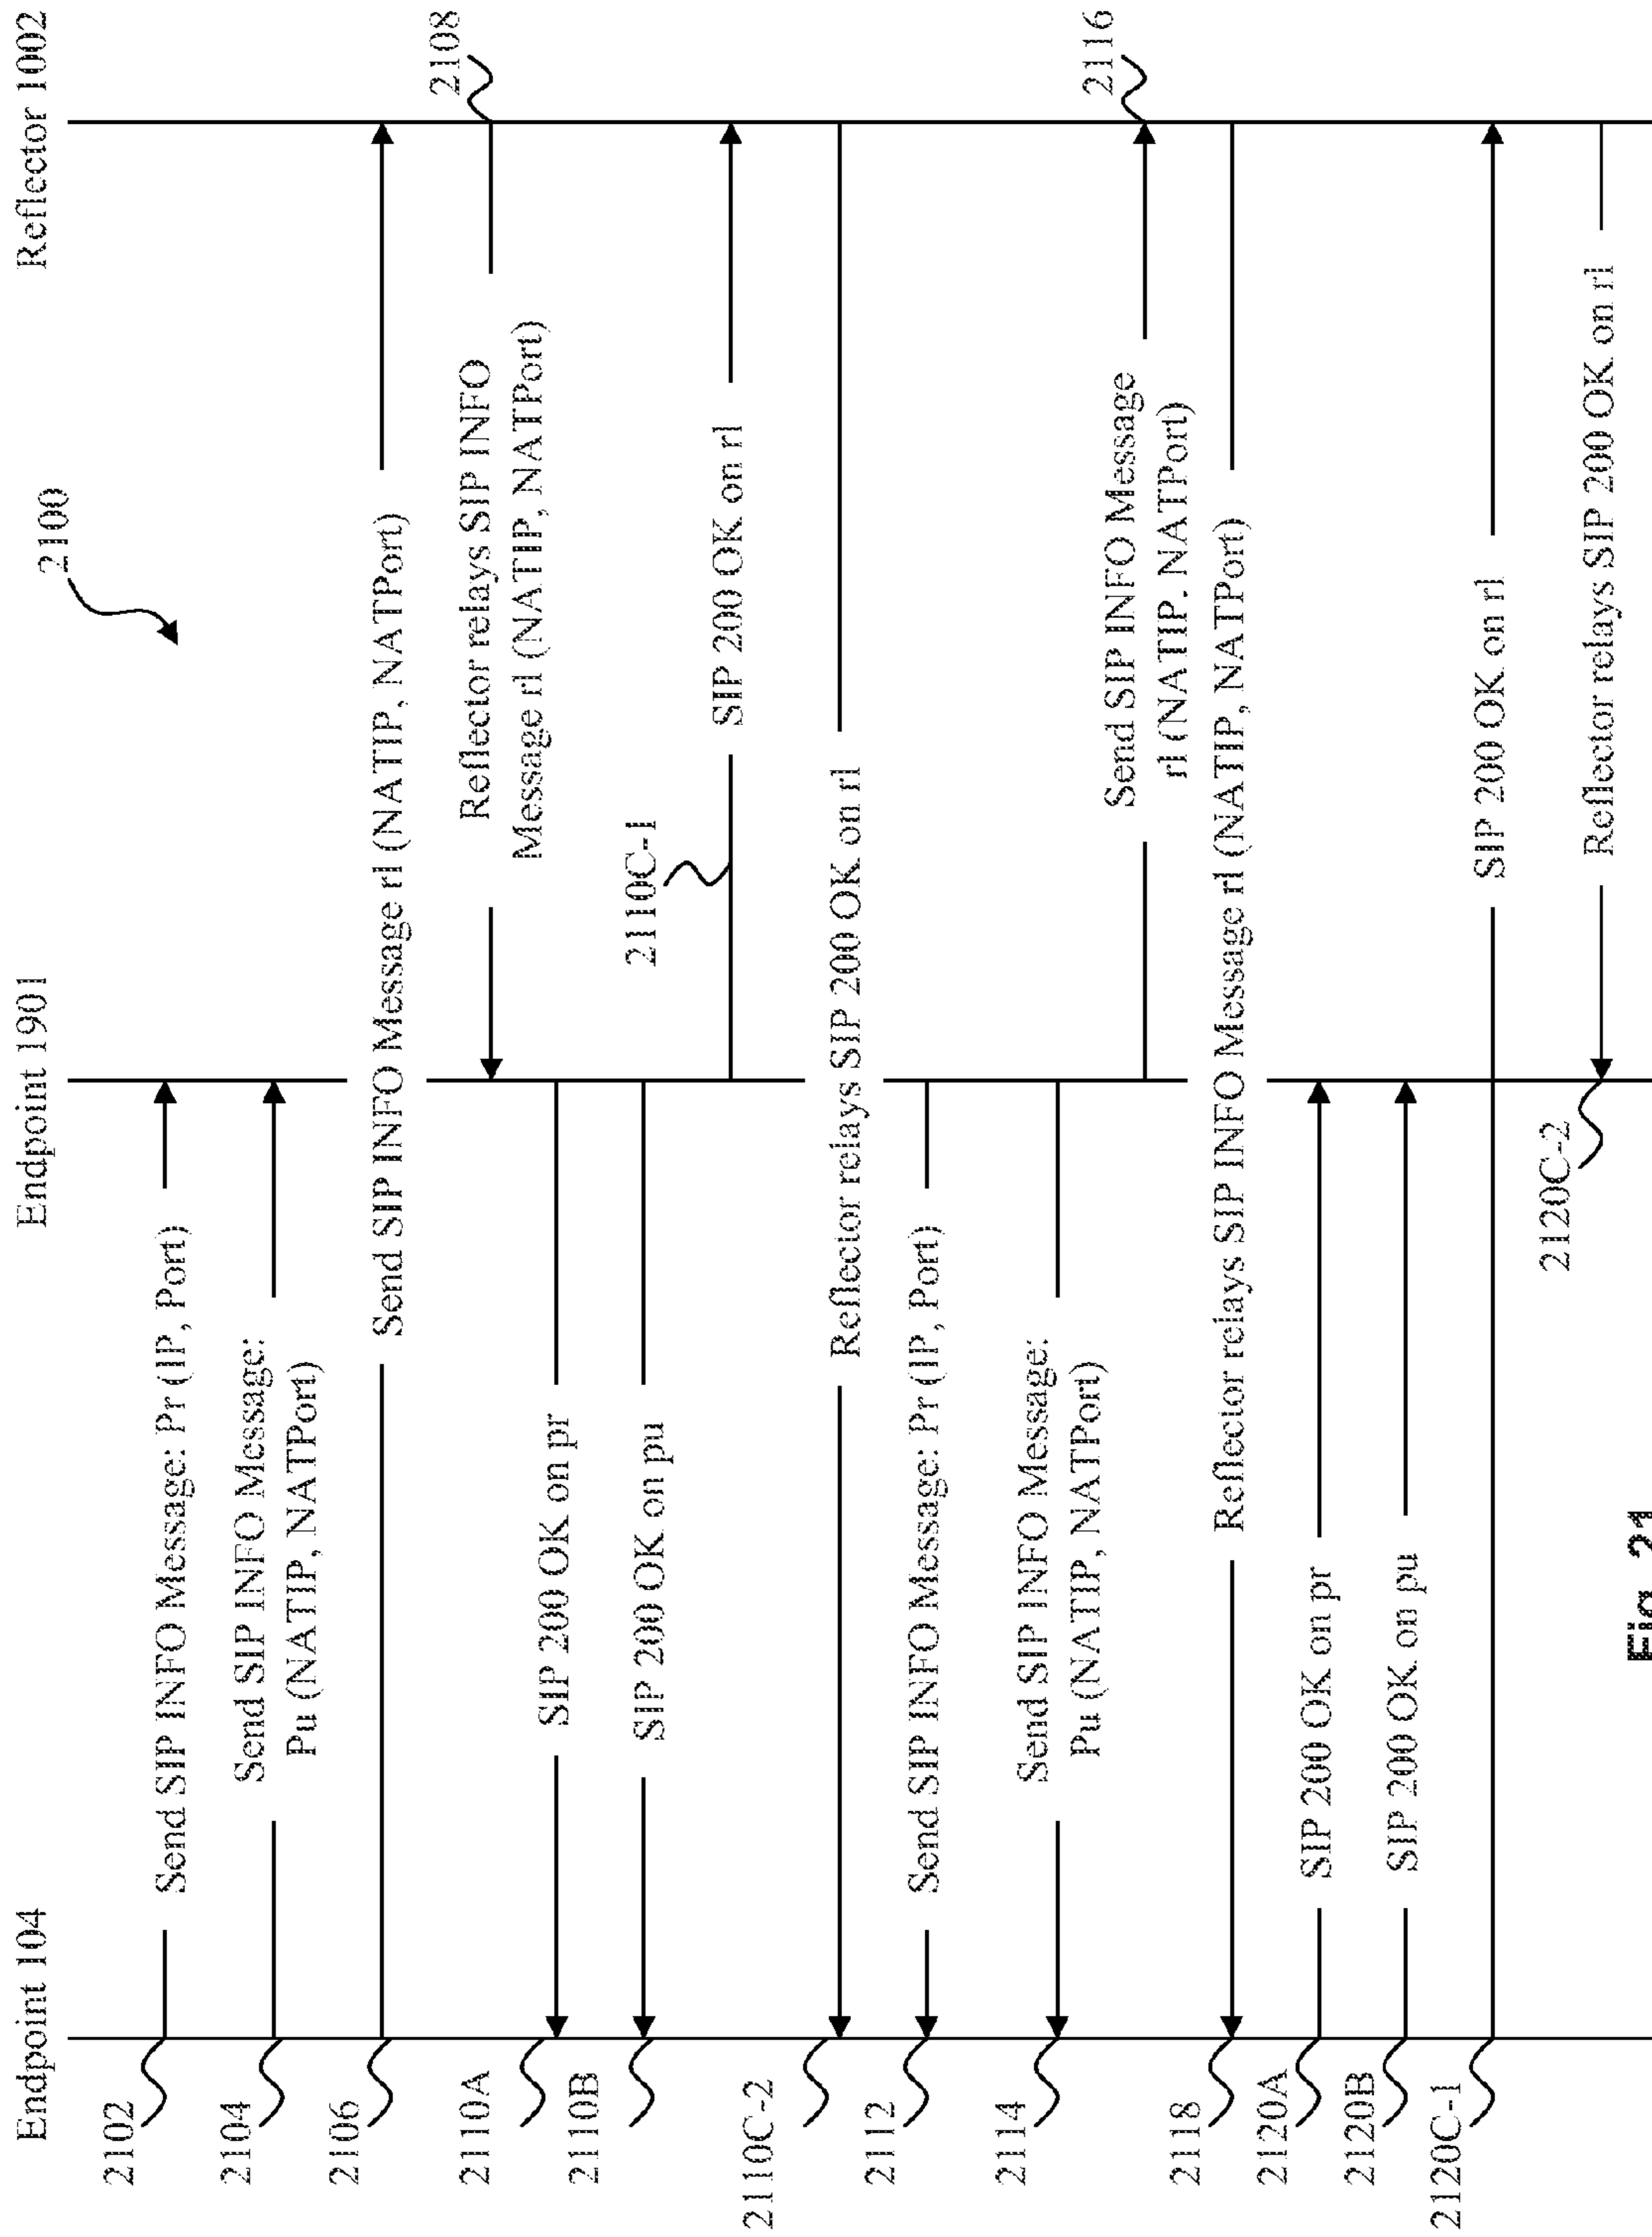 2100
Endpoint 104
Endpoint 1901
Reflector 1002
2102
Send SIP INFO Message: Pr (IP, Port)
2104
Send SIP INFO Message:
Pu (NATIP, NATPort)
2106
Send SIP INFO Message rl (NATIP, NATPort)
2108
Reflector relays SIP INFO
Message rl (NATIP, NATPort)
2110A
SIP 200 OK on pr
2110B
SIP 200 OK on pu
2110C-1
SIP 200 OK on rl
2110C-2
Reflector relays SIP 200 OK on rl
2112
Send SIP INFO Message: Pr (IP, Port)
2114
Send SIP INFO Message:
Pu (NATIP, NATPort)
2116
Send SIP INFO Message
rl (NATIP. NATPort)
2118
Reflector relays SIP INFO Message rl (NATIP, NATPort)
2120A
SIP 200 OK on pr
2120B
SIP 200 OK on pu
2120C-1
SIP 200 OK on rl
2120C-2
Reflector relays SIP 200 OK on rl
Fig. 21